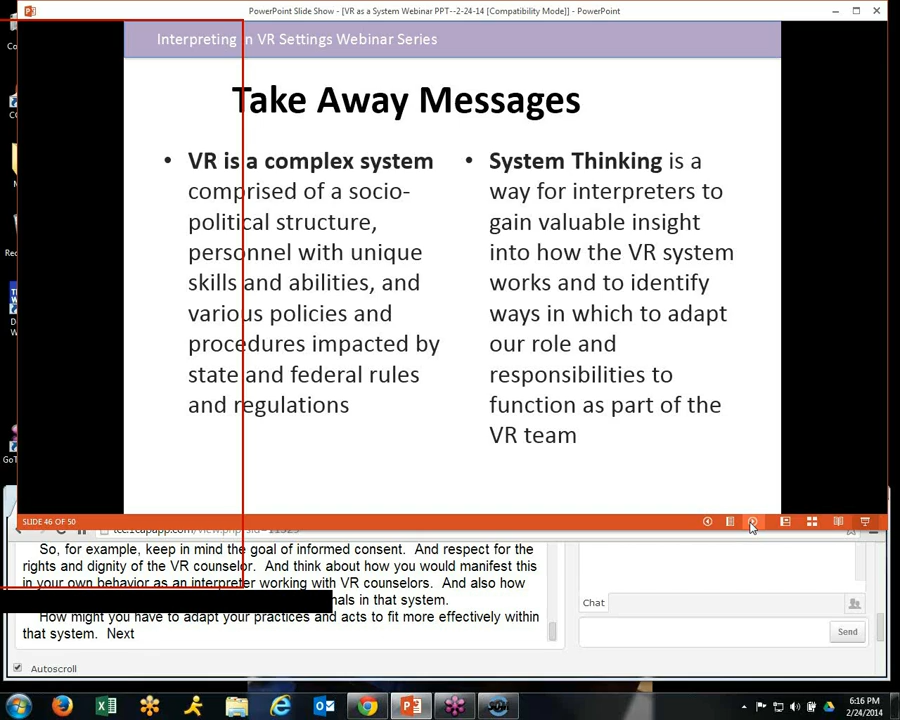 PowerPoint Slide Show - [VR as a System Webinar PPT--2-24-14 [Compatibility Mode]] - PowerPoint
Interpreting in VR Settings Webinar Series
Take Away Messages
• VR is a complex system
comprised of a socio-
political structure,
personnel with unique
skills and abilities, and
various policies and
procedures impacted by
state and federal rules
and regulations
• System Thinking is a
way for interpreters to
gain valuable insight
into how the VR system
works and to identify
ways in which to adapt
our role and
responsibilities to
function as part of the
VR team
SLIDE 46 OF 50
So, for example, keep in mind the goal of informed consent. And respect for the
rights and dignity of the VR counselor. And think about how you would manifest this
in your own behavior as an interpreter working with VR counselors. And also how
in that system.
How might you have to adapt your practices and acts to fit more effectively within
that system. Next
Autoscroll
Chat
Send
6:16 PM
2/24/2014